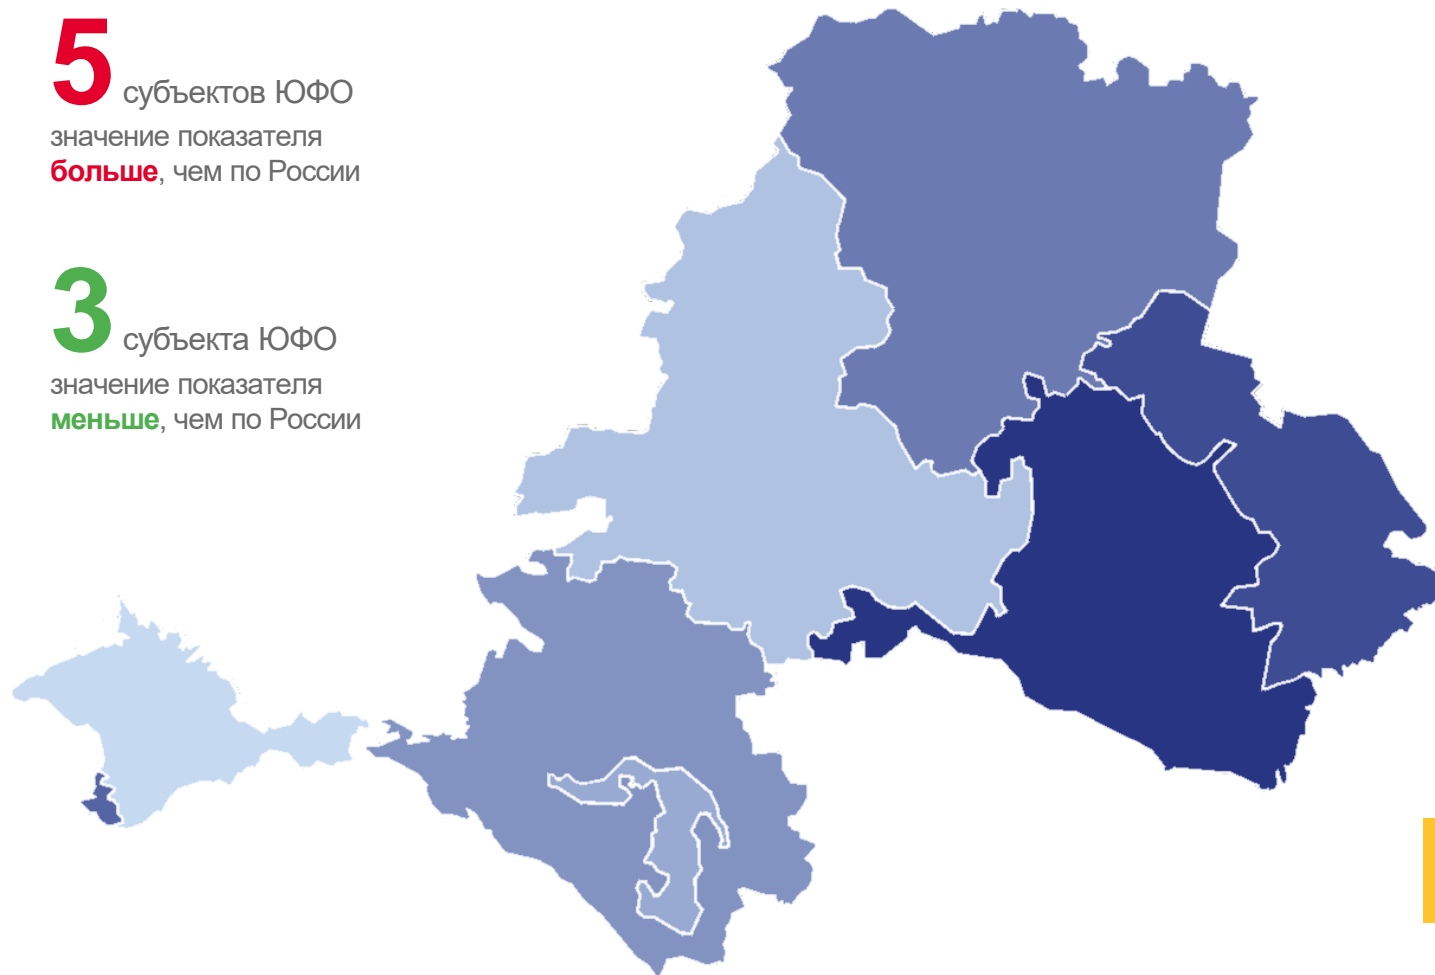 5 субъектов ЮФО
значение показателя
больше, чем по России
3 субъекта ЮФО
значение показателя
меньше, чем по России